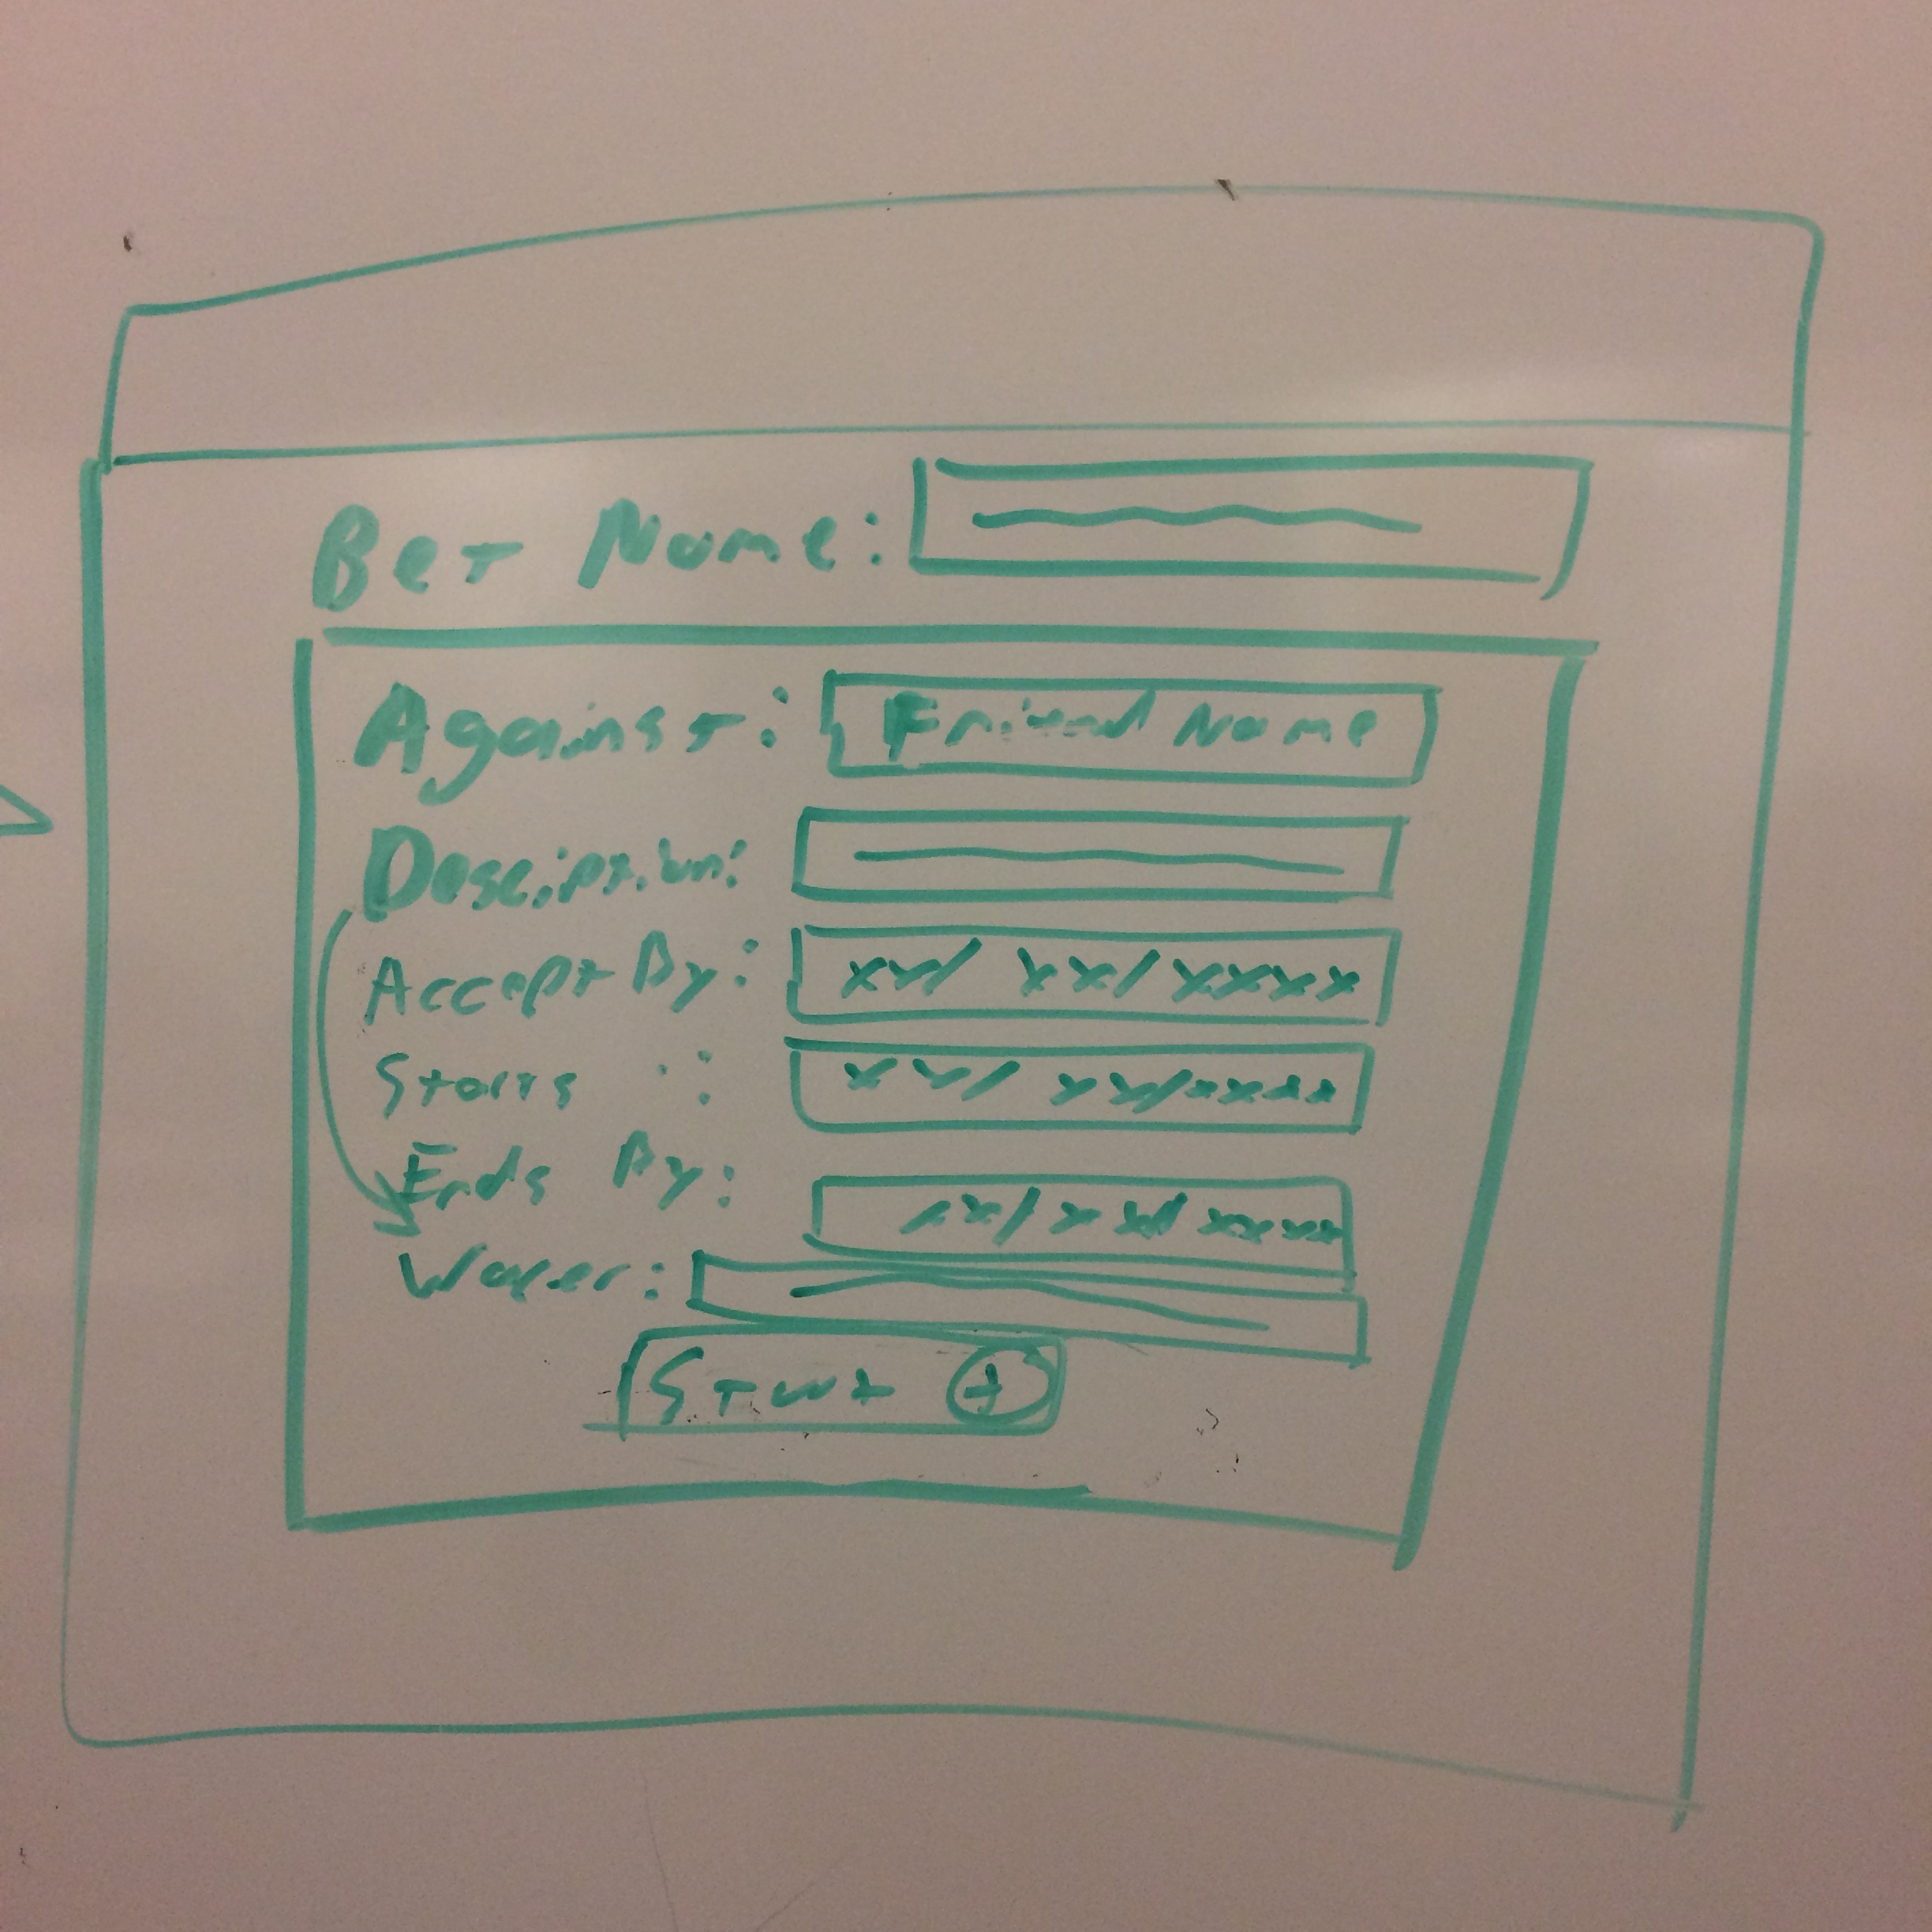 Bet Name:
Against: Friend Name
Description:
Accept By: xx/xx/xxxx
Starts : xx/xx/xxxx
Ends By: xx/xx/xxxx
Wager:
Start +